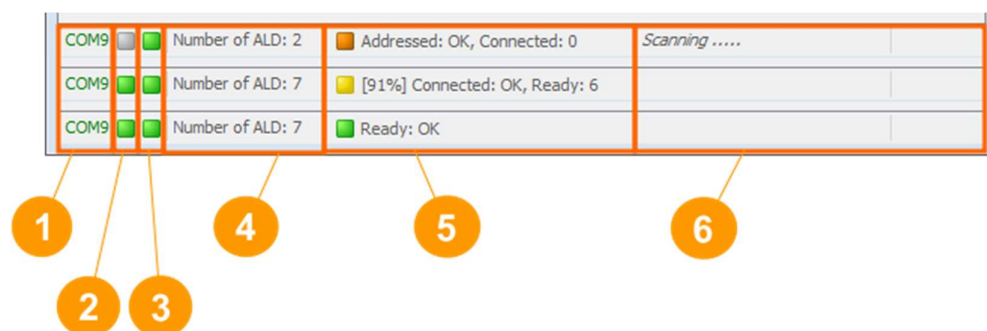 COM9 Number of ALD: 2 Addressed: OK, Connected: 0 Scanning .....
COM9 Number of ALD: 7 [91%] Connected: OK, Ready: 6
COM9 Number of ALD: 7 Ready: OK
1 4 5 6
2 3